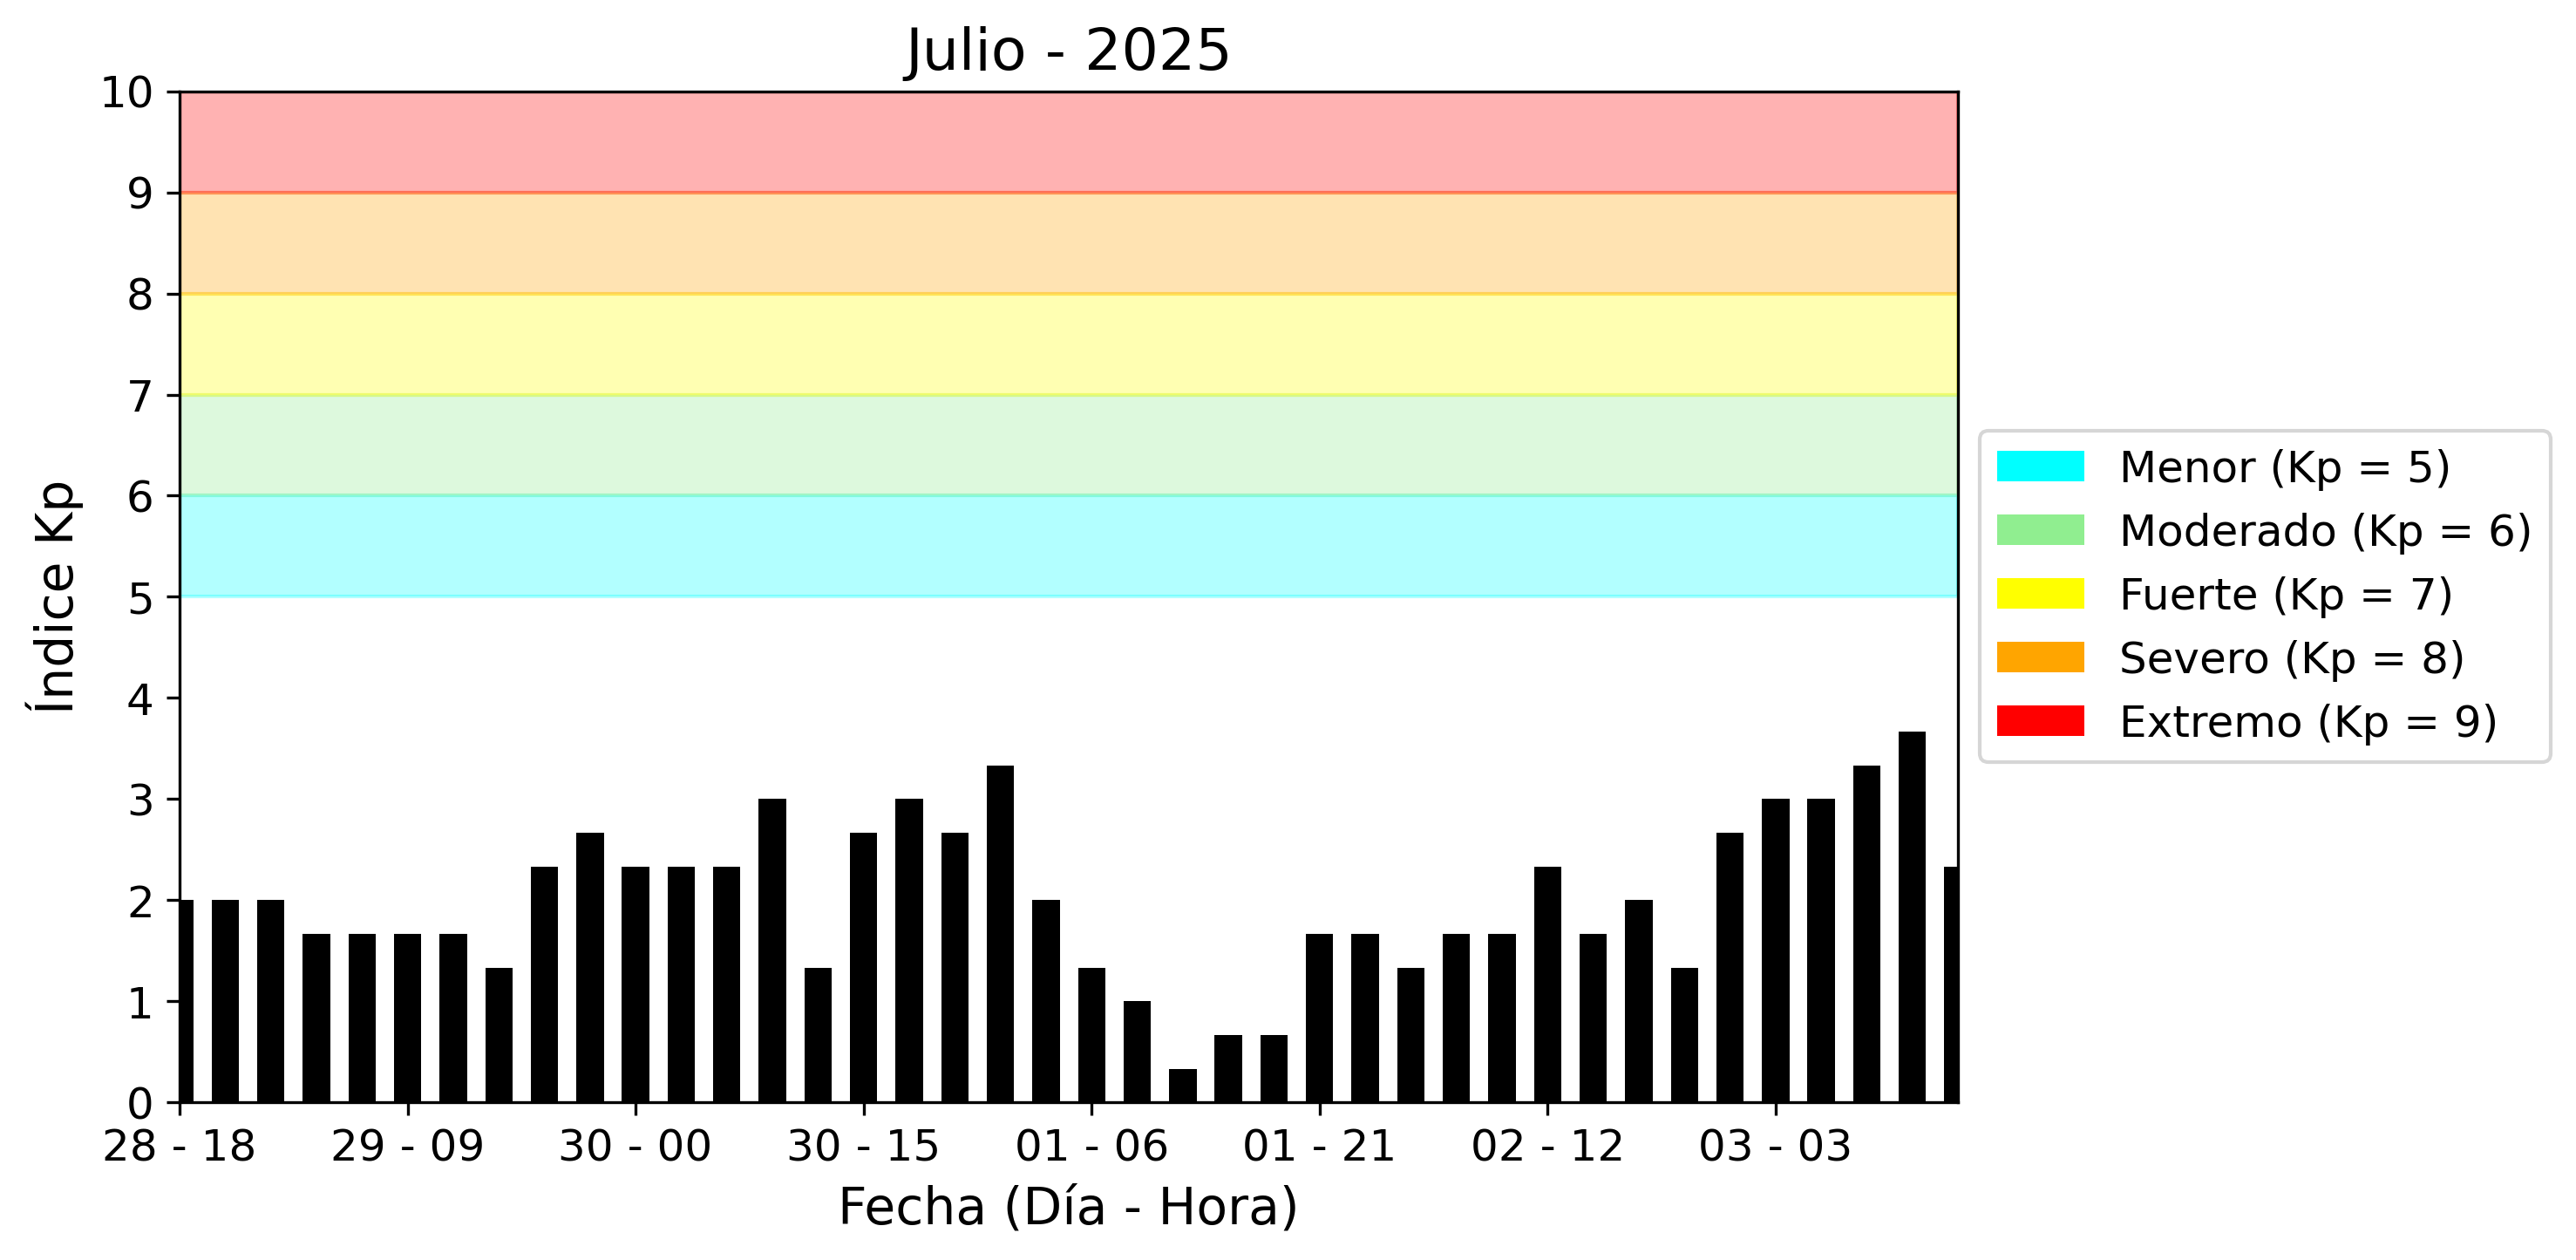 Julio - 2025
10
9
8
7
6
5
4
3
2
1
0
Índice Kp
28 - 18
29 - 09
30 - 00
30 - 15
01 - 06
01 - 21
02 - 12
03 - 03
Fecha (Día - Hora)
Menor (Kp = 5)
Moderado (Kp = 6)
Fuerte (Kp = 7)
Severo (Kp = 8)
Extremo (Kp = 9)